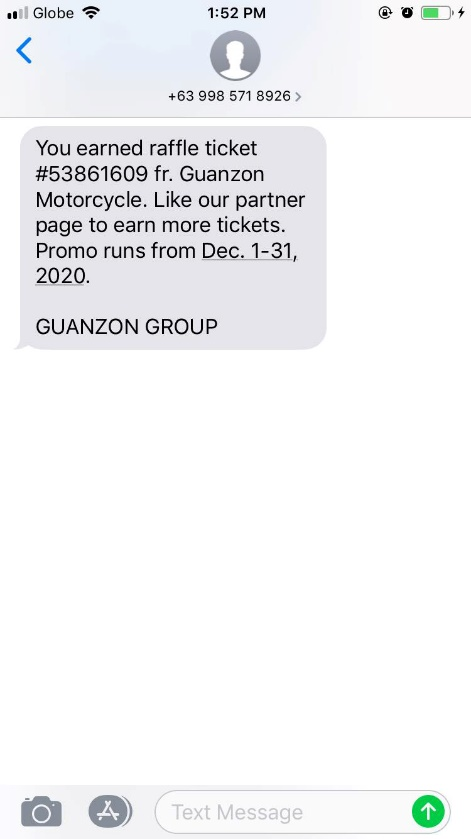 Globe 1:52 PM
+63 998 571 8926 >
You earned raffle ticket
#53861609 fr. Guanzon
Motorcycle. Like our partner
page to earn more tickets.
Promo runs from Dec. 1-31,
2020.
GUANZON GROUP
Text Message